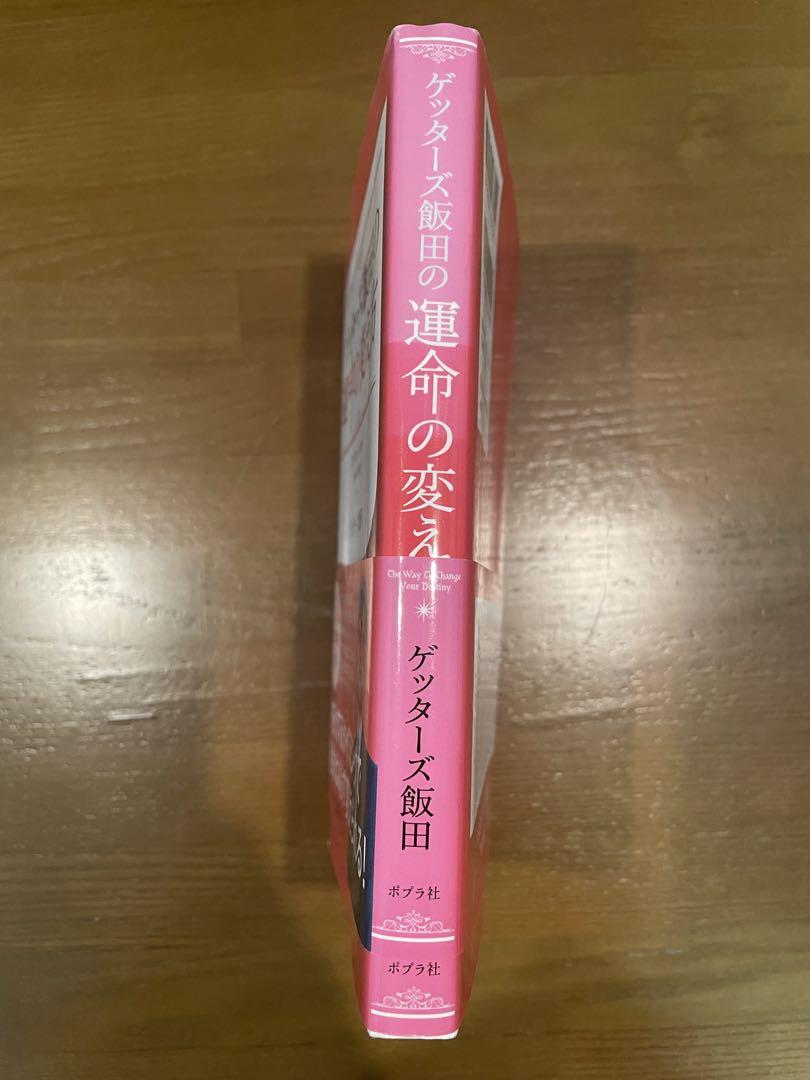 ゲッターズ飯田の
運命の変え
The Way To Change
Your Destiny
ゲッターズ飯田
ポプラ社
ポプラ社
る!